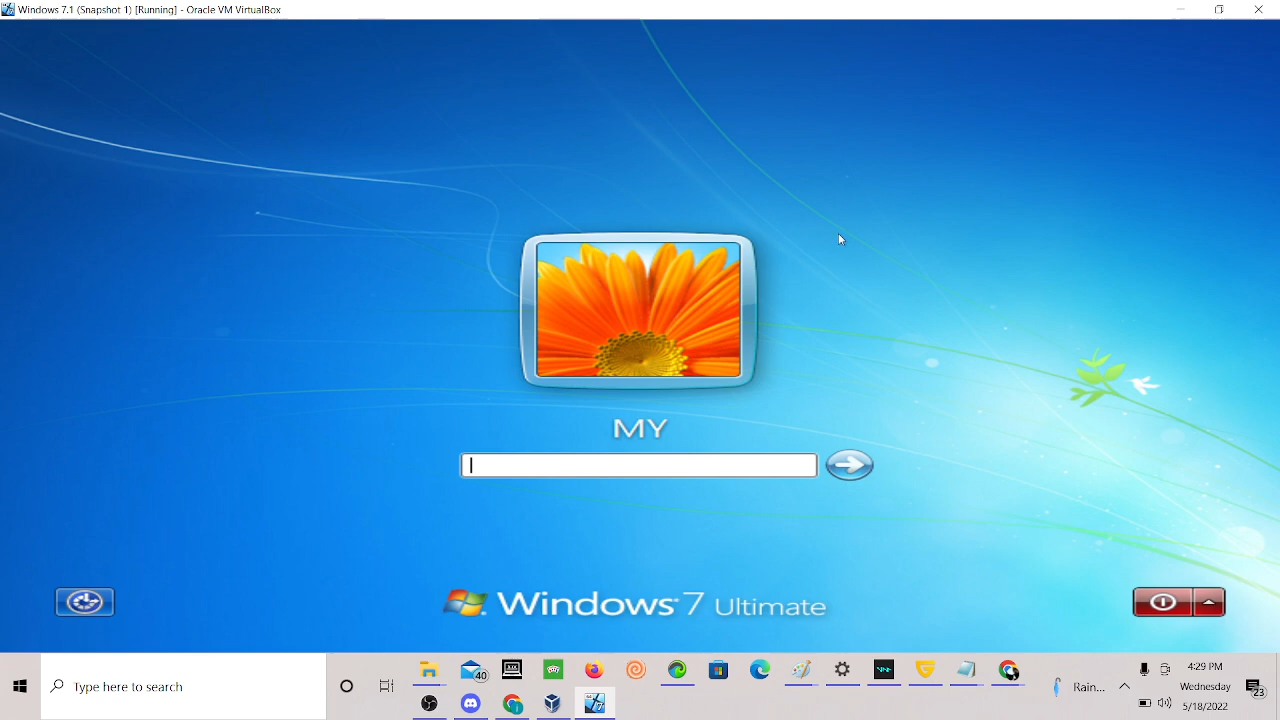 Windows 7.1 (Snapshot 1) [Running] - Oracle VM VirtualBox
MY
Windows 7 Ultimate
Type here to search
40
Rain...
4:29 PM
Wednesday
5/18/2022
23